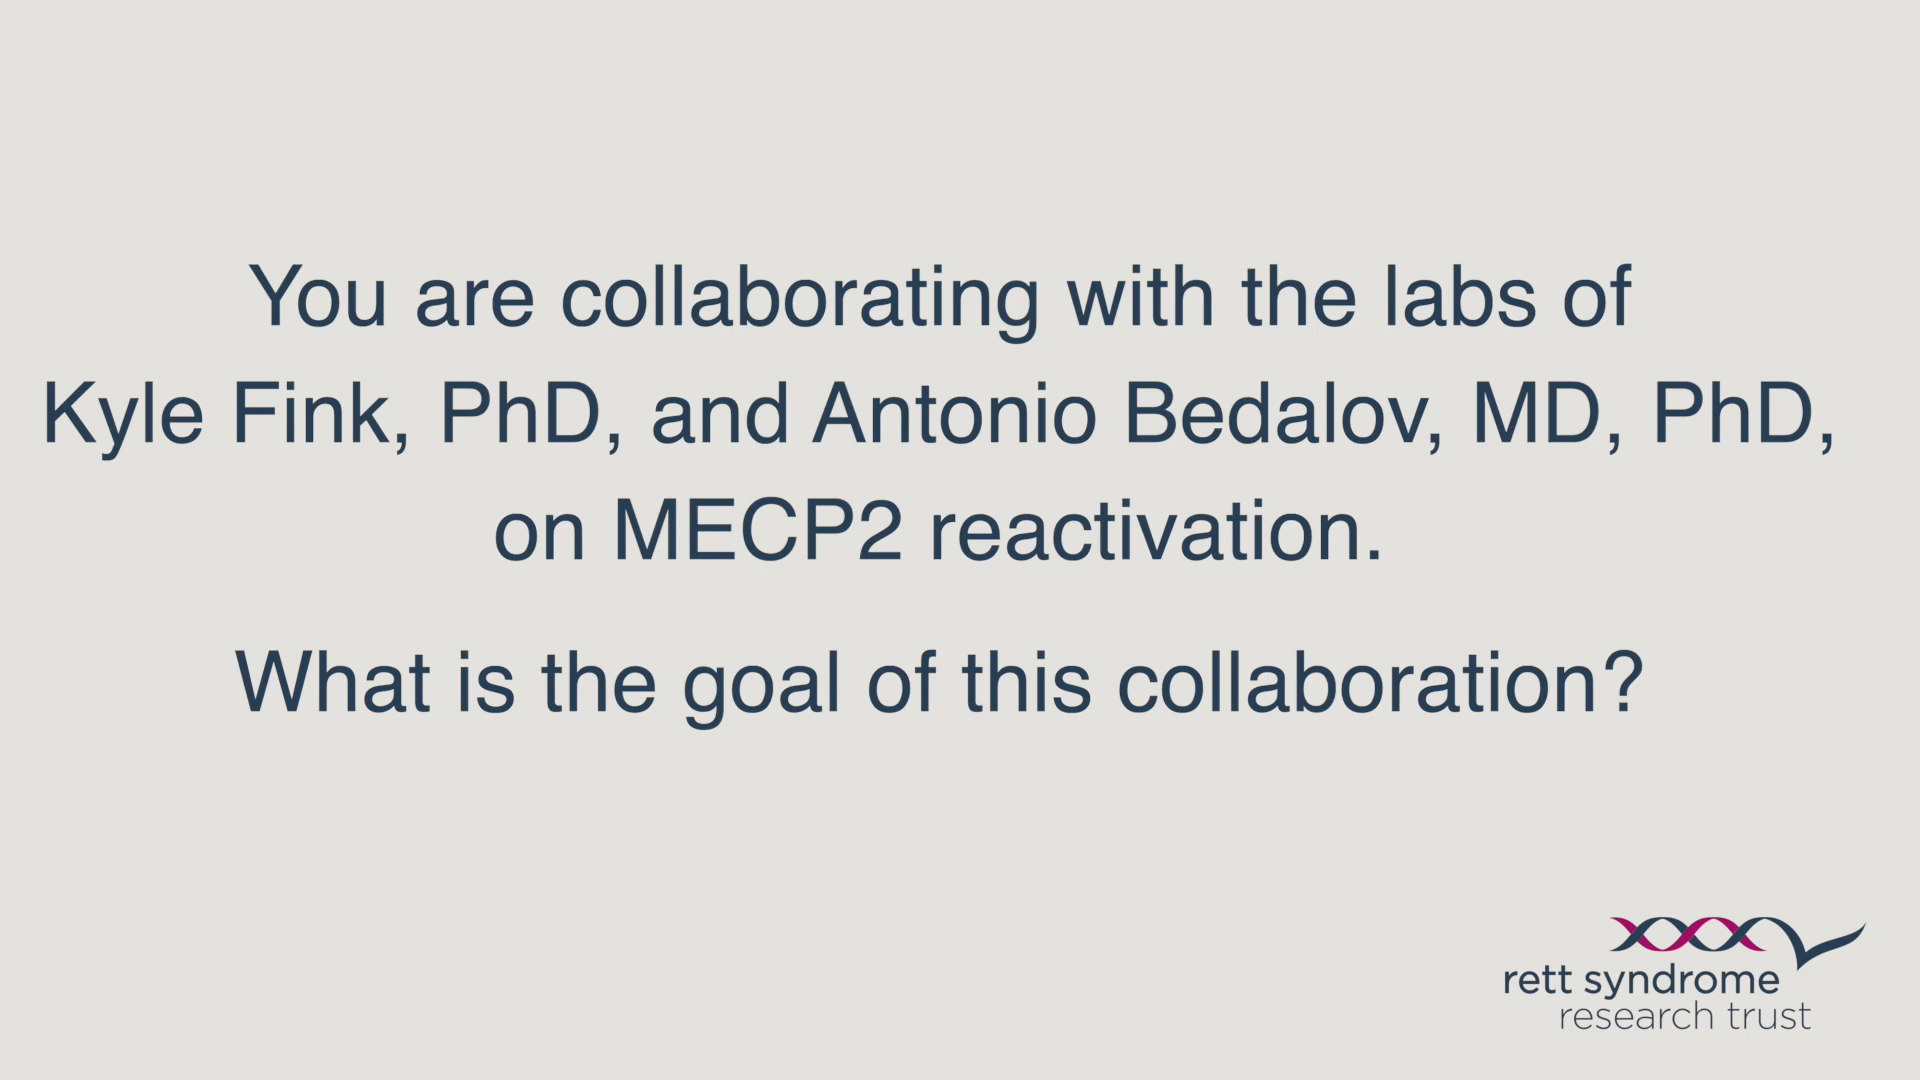 You are collaborating with the labs of
Kyle Fink, PhD, and Antonio Bedalov, MD, PhD,
on MECP2 reactivation.
What is the goal of this collaboration?
rett syndrome
research trust